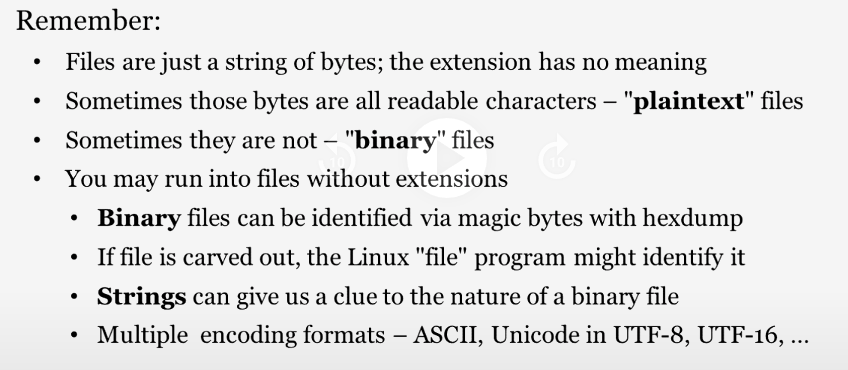 Remember:
• Files are just a string of bytes; the extension has no meaning
• Sometimes those bytes are all readable characters – "plaintext" files
• Sometimes they are not – "binary" files
10 10
• You may run into files without extensions
• Binary files can be identified via magic bytes with hexdump
• If file is carved out, the Linux "file" program might identify it
• Strings can give us a clue to the nature of a binary file
• Multiple  encoding formats – ASCII, Unicode in UTF-8, UTF-16, ...